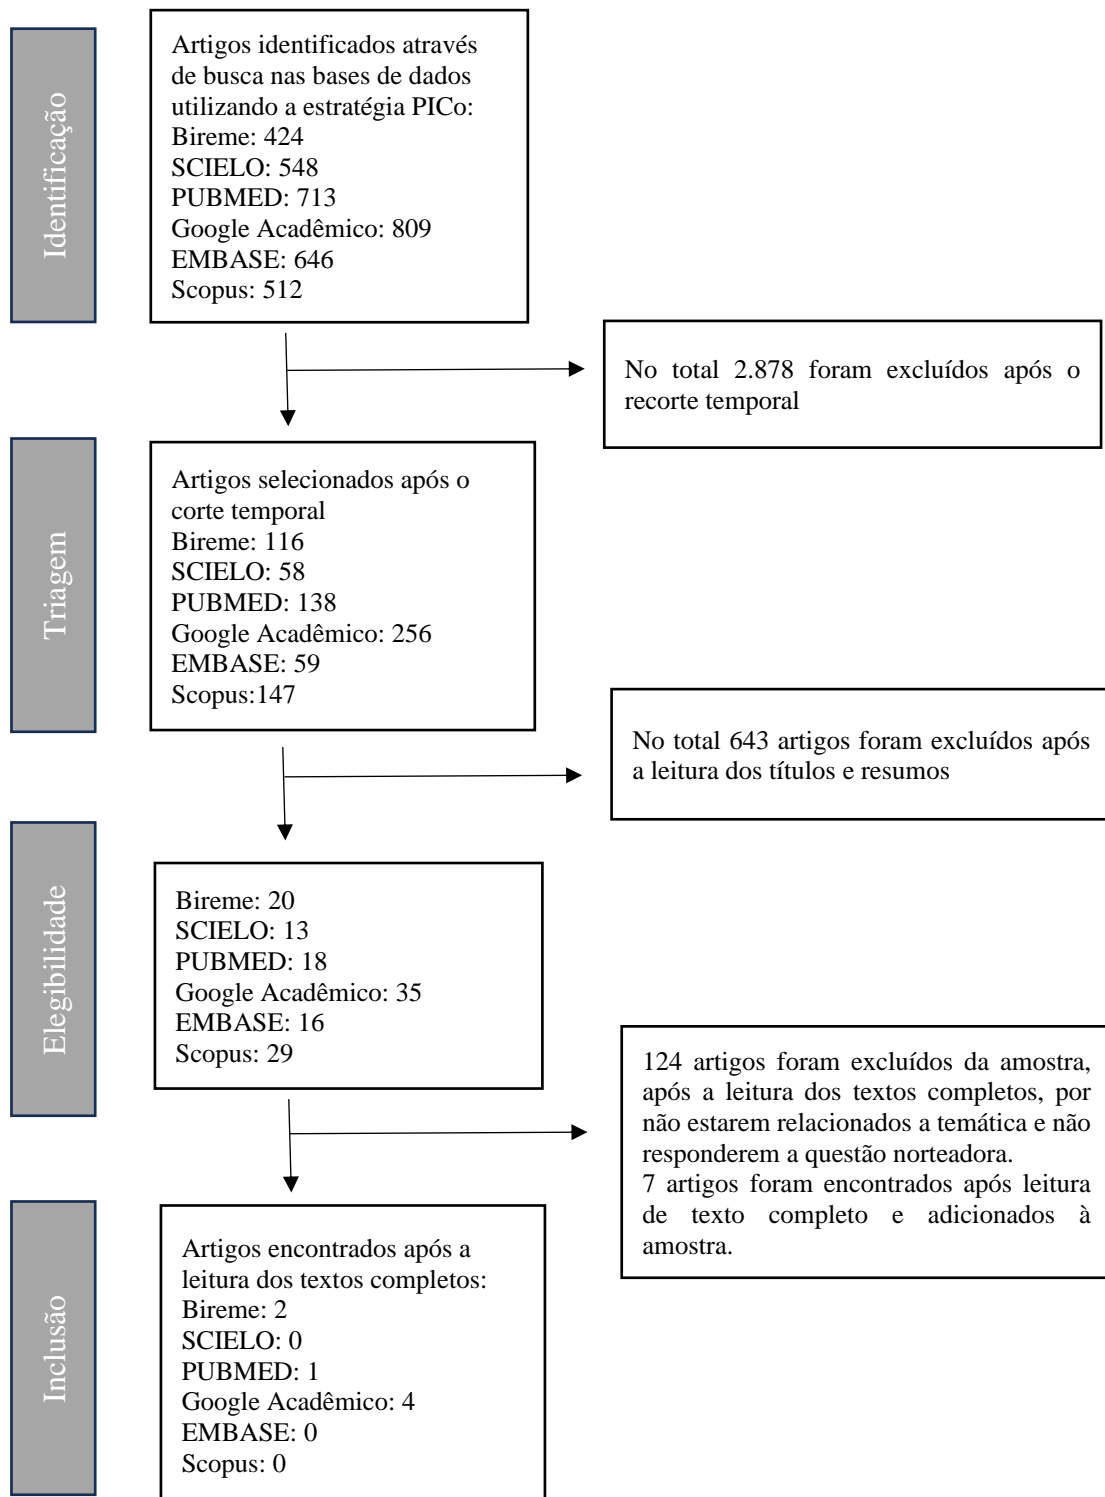 Identificação
Artigos identificados através
de busca nas bases de dados
utilizando a estratégia PICo:
Bireme: 424
SCIELO: 548
PUBMED: 713
Google Acadêmico: 809
EMBASE: 646
Scopus: 512
No total 2.878 foram excluídos após o
recorte temporal
Triagem
Artigos selecionados após o
corte temporal
Bireme: 116
SCIELO: 58
PUBMED: 138
Google Acadêmico: 256
EMBASE: 59
Scopus:147
No total 643 artigos foram excluídos após
a leitura dos títulos e resumos
Elegibilidade
Bireme: 20
SCIELO: 13
PUBMED: 18
Google Acadêmico: 35
EMBASE: 16
Scopus: 29
124 artigos foram excluídos da amostra,
após a leitura dos textos completos, por
não estarem relacionados a temática e não
responderem a questão norteadora.
7 artigos foram encontrados após leitura
de texto completo e adicionados à
amostra.
Inclusão
Artigos encontrados após a
leitura dos textos completos:
Bireme: 2
SCIELO: 0
PUBMED: 1
Google Acadêmico: 4
EMBASE: 0
Scopus: 0